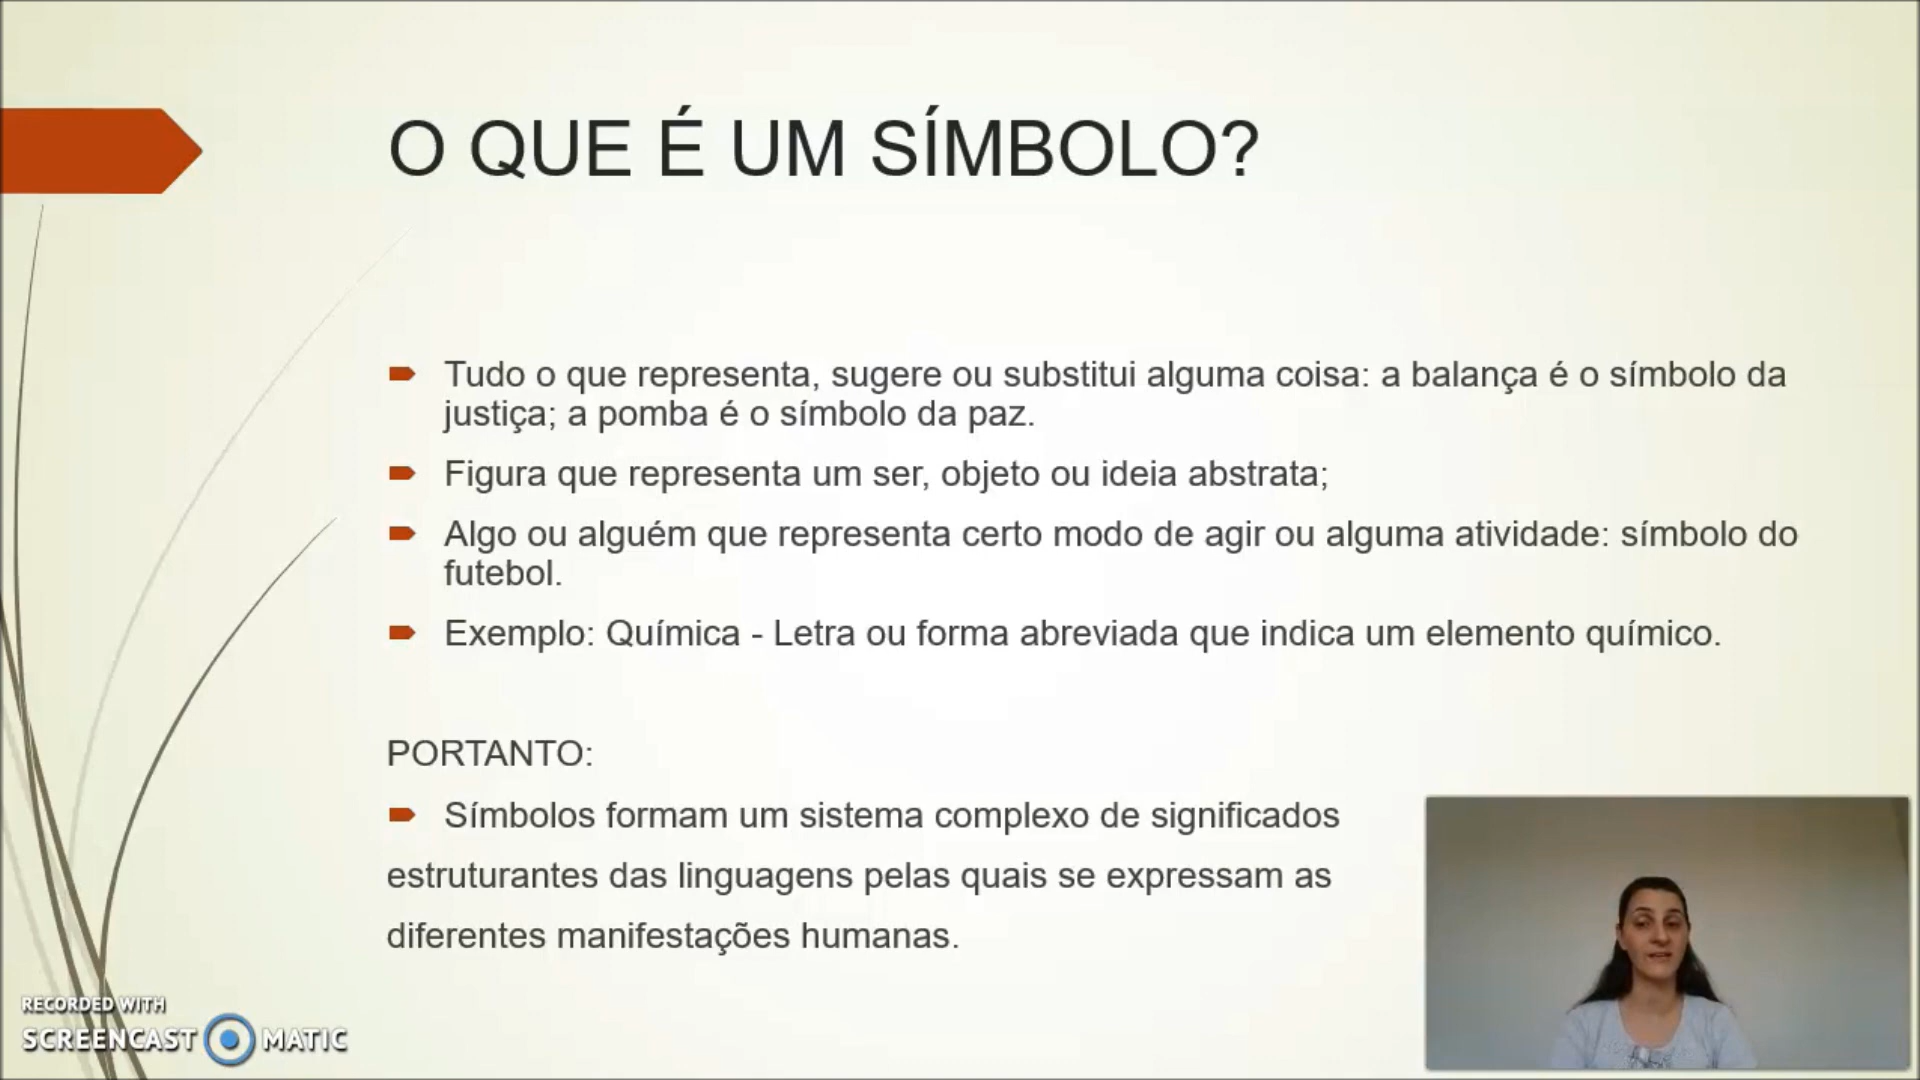 O QUE É UM SÍMBOLO?
Tudo o que representa, sugere ou substitui alguma coisa: a balança é o símbolo da
justiça; a pomba é o símbolo da paz.
Figura que representa um ser, objeto ou ideia abstrata;
Algo ou alguém que representa certo modo de agir ou alguma atividade: símbolo do
futebol.
Exemplo: Química - Letra ou forma abreviada que indica um elemento químico.
PORTANTO:
Símbolos formam um sistema complexo de significados
estruturantes das linguagens pelas quais se expressam as
diferentes manifestações humanas.
RECORDED WITH
SCREENCAST MATIC